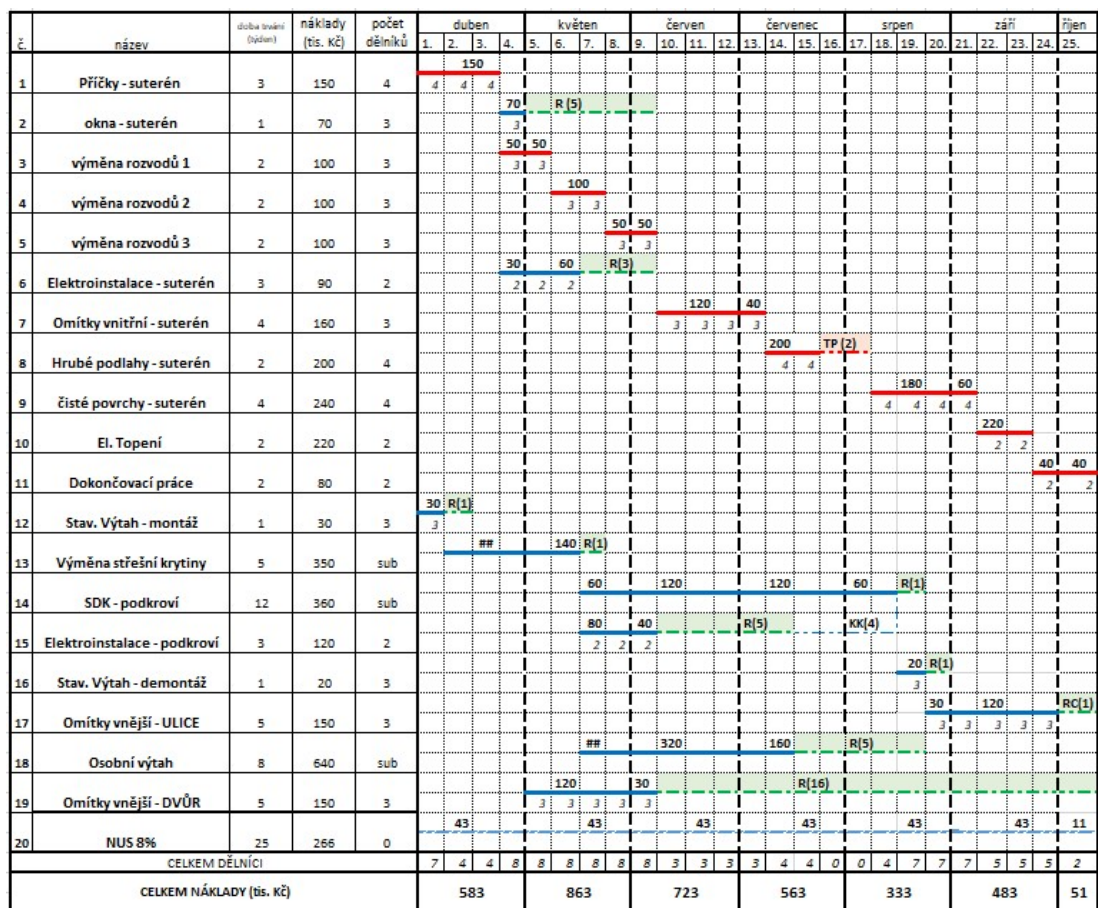 č. název doba trvání (týden) náklady (tis. Kč) počet dělníků duben květen červen červenec srpen září říjen
1. 2. 3. 4. 5. 6. 7. 8. 9. 10. 11. 12. 13. 14. 15. 16. 17. 18. 19. 20. 21. 22. 23. 24. 25.
150
1 Příčky - suterén 3 150 4 4 4 4
70 R (5)
2 okna - suterén 1 70 3 3
50 50
3 výměna rozvodů 1 2 100 3 3 3
100
4 výměna rozvodů 2 2 100 3 3 3
50 50
5 výměna rozvodů 3 2 100 3 3 3
30 60 R(3)
6 Elektroinstalace - suterén 3 90 2 2 2 2
120 40
7 Omítky vnitřní - suterén 4 160 3 3 3 3 3
200 TP (2)
8 Hrubé podlahy - suterén 2 200 4 4 4
180 60
9 čisté povrchy - suterén 4 240 4 4 4 4 4
220
10 El. Topení 2 220 2 2 2
40 40
11 Dokončovací práce 2 80 2 2 2
30 R(1)
12 Stav. Výtah - montáž 1 30 3 3
## 140 R(1)
13 Výměna střešní krytiny 5 350 sub
60 120 120 60 R(1)
14 SDK - podkroví 12 360 sub
80 40 R(5) KK(4)
15 Elektroinstalace - podkroví 3 120 2 2 2 2
20 R(1)
16 Stav. Výtah - demontáž 1 20 3 3
30 120 RC(1)
17 Omítky vnější - ULICE 5 150 3 3 3 3 3 3
## 320 160 R(5)
18 Osobní výtah 8 640 sub
120 30 R(16)
19 Omítky vnější - DVŮR 5 150 3 3 3 3 3 3
43 43 43 43 43 43 11
20 NUS 8% 25 266 0
CELKEM DĚLNÍCI 7 4 4 8 8 8 8 8 8 3 3 3 3 4 4 0 0 4 7 7 7 5 5 5 2
CELKEM NÁKLADY (tis. Kč) 583 863 723 563 333 483 51